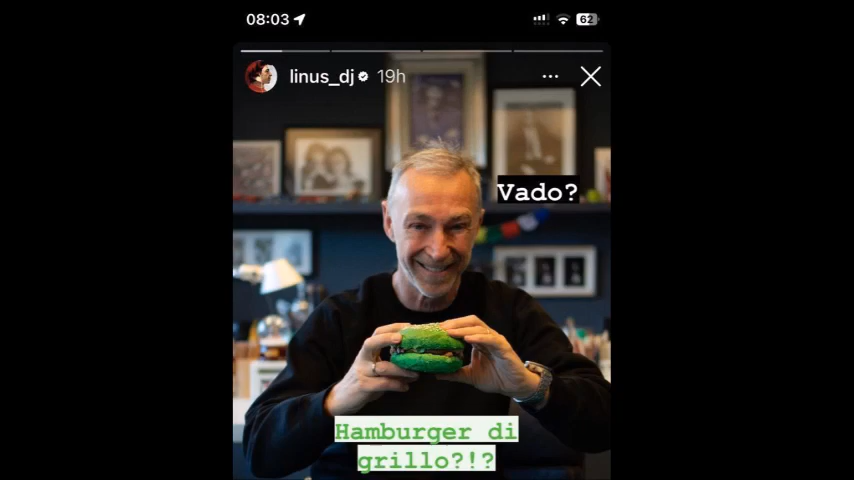 08:03
62
linus_dj 19h
Vado?
Hamburger di
grillo?!?